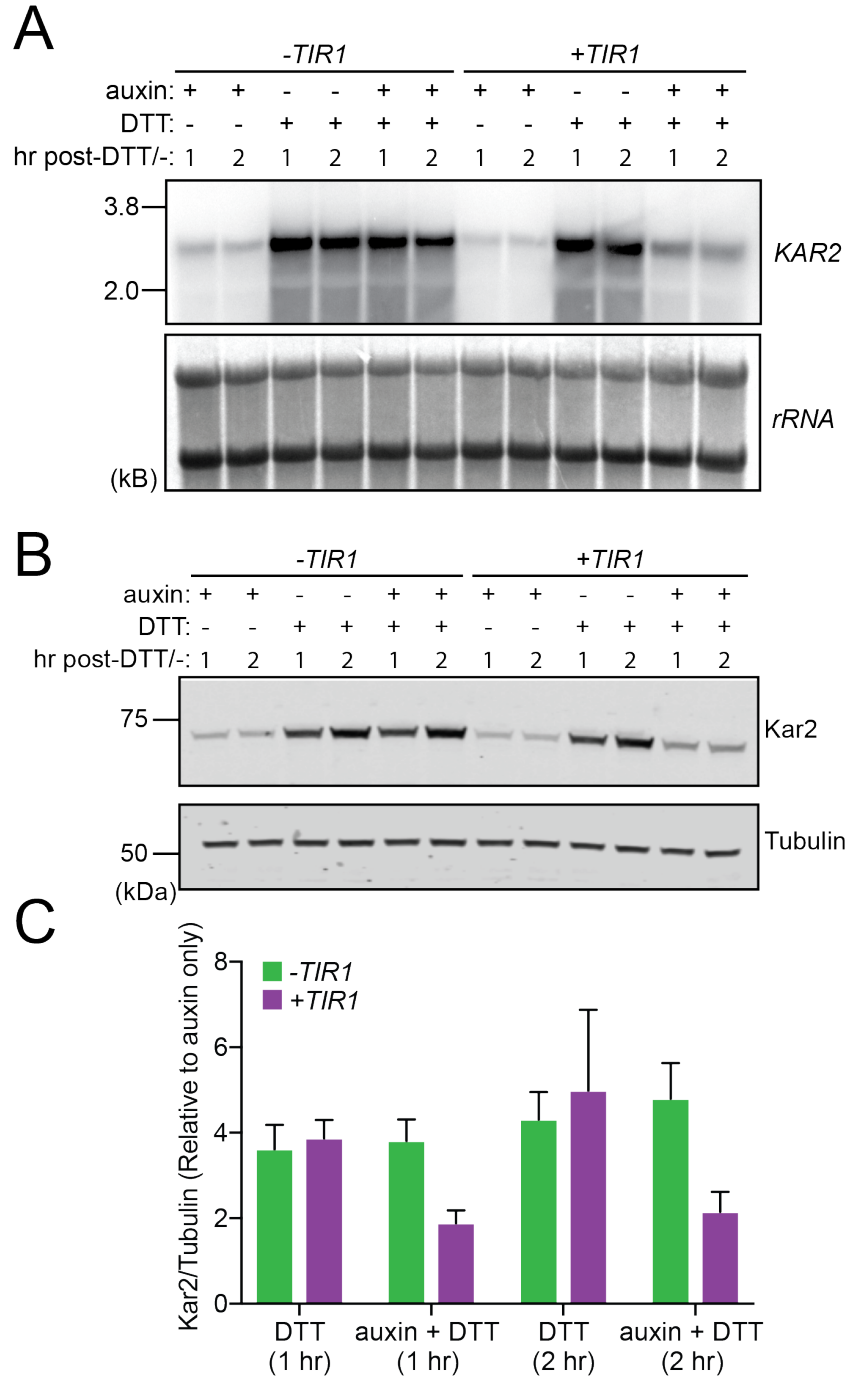 A
-TIR1 +TIR1
auxin: + + - - + + + + - - + +
DTT: - - + + + + - - + + + +
hr post-DTT/-: 1 2 1 2 1 2 1 2 1 2 1 2
3.8
KAR2
2.0
rRNA
(kB)
B
-TIR1 +TIR1
auxin: + + - - + + + + - - + +
DTT: - - + + + + - - + + + +
hr post-DTT/-: 1 2 1 2 1 2 1 2 1 2 1 2
75
Kar2
Tubulin
50
(kDa)
C
Kar2/Tubulin (Relative to auxin only)
8
6
4
2
0
-TIR1
+TIR1
DTT auxin + DTT DTT auxin + DTT
(1 hr) (1 hr) (2 hr) (2 hr)